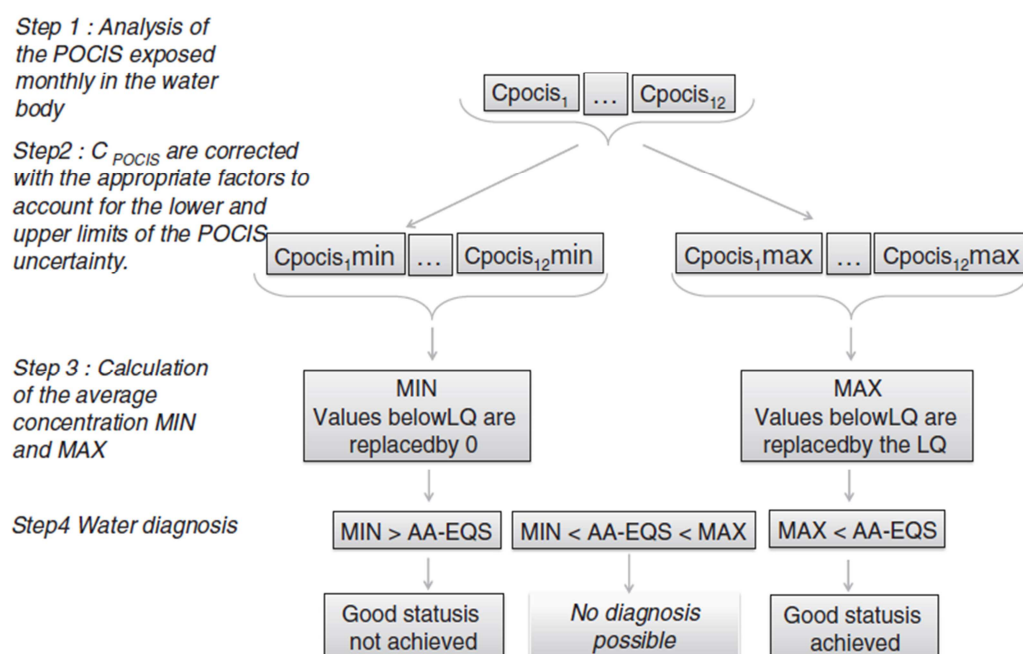 Step 1 : Analysis of
the POCIS exposed
monthly in the water
body
Cpocis₁ ... Cpocis₁₂
Step2 : C POCIS are corrected
with the appropriate factors to
account for the lower and
upper limits of the POCIS
uncertainty.
Cpocis₁min ... Cpocis₁₂min
Cpocis₁max ... Cpocis₁₂max
Step 3 : Calculation
of the average
concentration MIN
and MAX
MIN
Values belowLQ are
replacedby 0
MAX
Values belowLQ are
replacedby the LQ
Step4 Water diagnosis
MIN > AA-EQS
MIN < AA-EQS < MAX
MAX < AA-EQS
Good statusis
not achieved
No diagnosis
possible
Good statusis
achieved